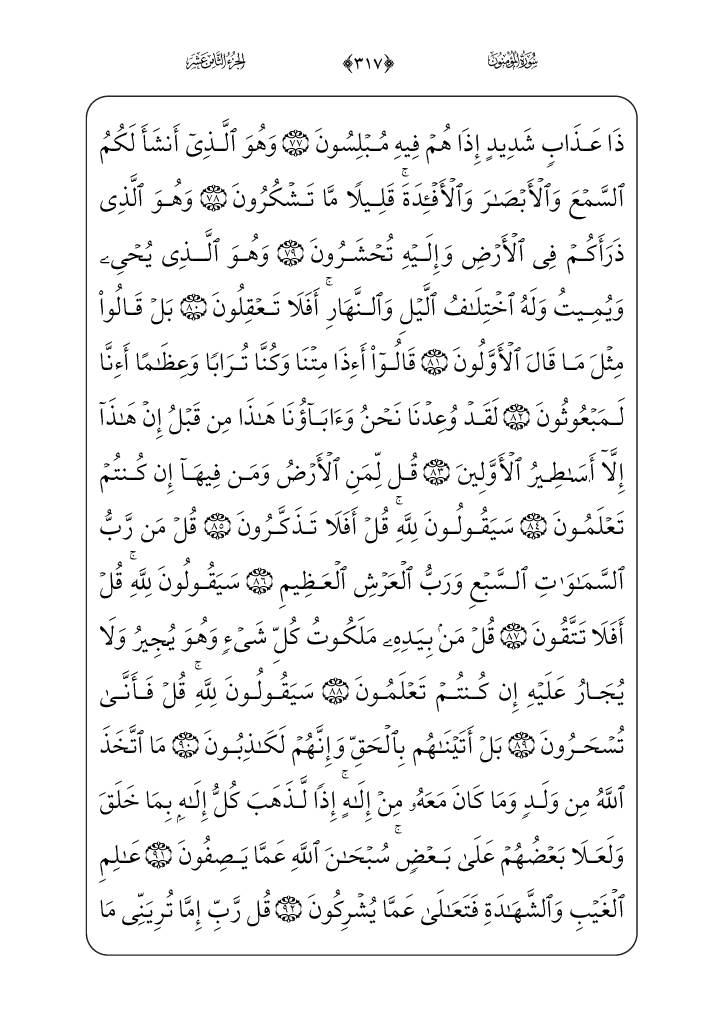 سُورَةُ المُؤْمِنُونَ ﴿٣١٧﴾ الجُزْءُ الثَّامِنَ عَشَرَ
ذَا عَذَابٖ شَدِيدٍ إِذَا هُمۡ فِيهِ مُبۡلِسُونَ ٧٧ وَهُوَ ٱلَّذِيٓ أَنشَأَ لَكُمُ
ٱلسَّمۡعَ وَٱلۡأَبۡصَٰرَ وَٱلۡأَفۡـِٔدَةَۚ قَلِيلٗا مَّا تَشۡكُرُونَ ٧٨ وَهُوَ ٱلَّذِي
ذَرَأَكُمۡ فِي ٱلۡأَرۡضِ وَإِلَيۡهِ تُحۡشَرُونَ ٧٩ وَهُوَ ٱلَّذِي يُحۡيِۦ
وَيُمِيتُ وَلَهُ ٱخۡتِلَٰفُ ٱلَّيۡلِ وَٱلنَّهَارِۚ أَفَلَا تَعۡقِلُونَ ٨٠ بَلۡ قَالُواْ
مِثۡلَ مَا قَالَ ٱلۡأَوَّلُونَ ٨١ قَالُوٓاْ أَءِذَا مِتۡنَا وَكُنَّا تُرَابٗا وَعِظَٰمًا أَءِنَّا
لَمَبۡعُوثُونَ ٨٢ لَقَدۡ وُعِدۡنَا نَحۡنُ وَءَابَآؤُنَا هَٰذَا مِن قَبۡلُ إِنۡ هَٰذَآ
إِلَّآ أَسَٰطِيرُ ٱلۡأَوَّلِينَ ٨٣ قُل لِّمَنِ ٱلۡأَرۡضُ وَمَن فِيهَآ إِن كُنتُمۡ
تَعۡلَمُونَ ٨٤ سَيَقُولُونَ لِلَّهِۚ قُلۡ أَفَلَا تَذَكَّرُونَ ٨٥ قُلۡ مَن رَّبُّ
ٱلسَّمَٰوَٰتِ ٱلسَّبۡعِ وَرَبُّ ٱلۡعَرۡشِ ٱلۡعَظِيمِ ٨٦ سَيَقُولُونَ لِلَّهِۚ قُلۡ
أَفَلَا تَتَّقُونَ ٨٧ قُلۡ مَنۢ بِيَدِهِۦ مَلَكُوتُ كُلِّ شَيۡءٖ وَهُوَ يُجِيرُ وَلَا
يُجَارُ عَلَيۡهِ إِن كُنتُمۡ تَعۡلَمُونَ ٨٨ سَيَقُولُونَ لِلَّهِۚ قُلۡ فَأَنَّىٰ
تُسۡحَرُونَ ٨٩ بَلۡ أَتَيۡنَٰهُم بِٱلۡحَقِّ وَإِنَّهُمۡ لَكَٰذِبُونَ ٩٠ مَا ٱتَّخَذَ
ٱللَّهُ مِن وَلَدٖ وَمَا كَانَ مَعَهُۥ مِنۡ إِلَٰهٍۚ إِذٗا لَّذَهَبَ كُلُّ إِلَٰهِۭ بِمَا خَلَقَ
وَلَعَلَا بَعۡضُهُمۡ عَلَىٰ بَعۡضٖۚ سُبۡحَٰنَ ٱللَّهِ عَمَّا يَصِفُونَ ٩١ عَٰلِمِ
ٱلۡغَيۡبِ وَٱلشَّهَٰدَةِ فَتَعَٰلَىٰ عَمَّا يُشۡرِكُونَ ٩٢ قُل رَّبِّ إِمَّا تُرِيَنِّي مَا